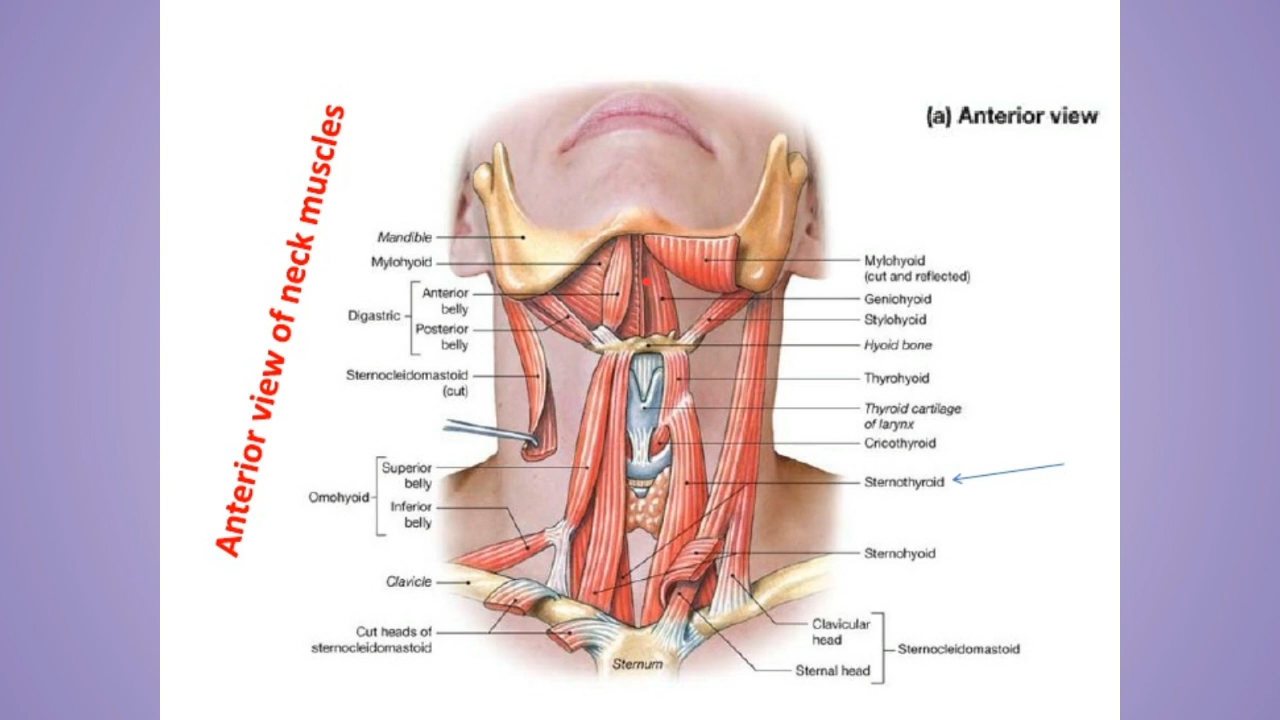 Anterior view of neck muscles
(a) Anterior view
Mandible
Mylohyoid
Anterior
belly
Digastric
Posterior
belly
Sternocleidomastoid
(cut)
Superior
belly
Omohyoid
Inferior
belly
Clavicle
Cut heads of
sternocleidomastoid
Mylohyoid
(cut and reflected)
Geniohyoid
Stylohyoid
Hyoid bone
Thyrohyoid
Thyroid cartilage
of larynx
Cricothyroid
Sternothyroid
Sternohyoid
Clavicular
head
Sternocleidomastoid
Sternal head
Sternum